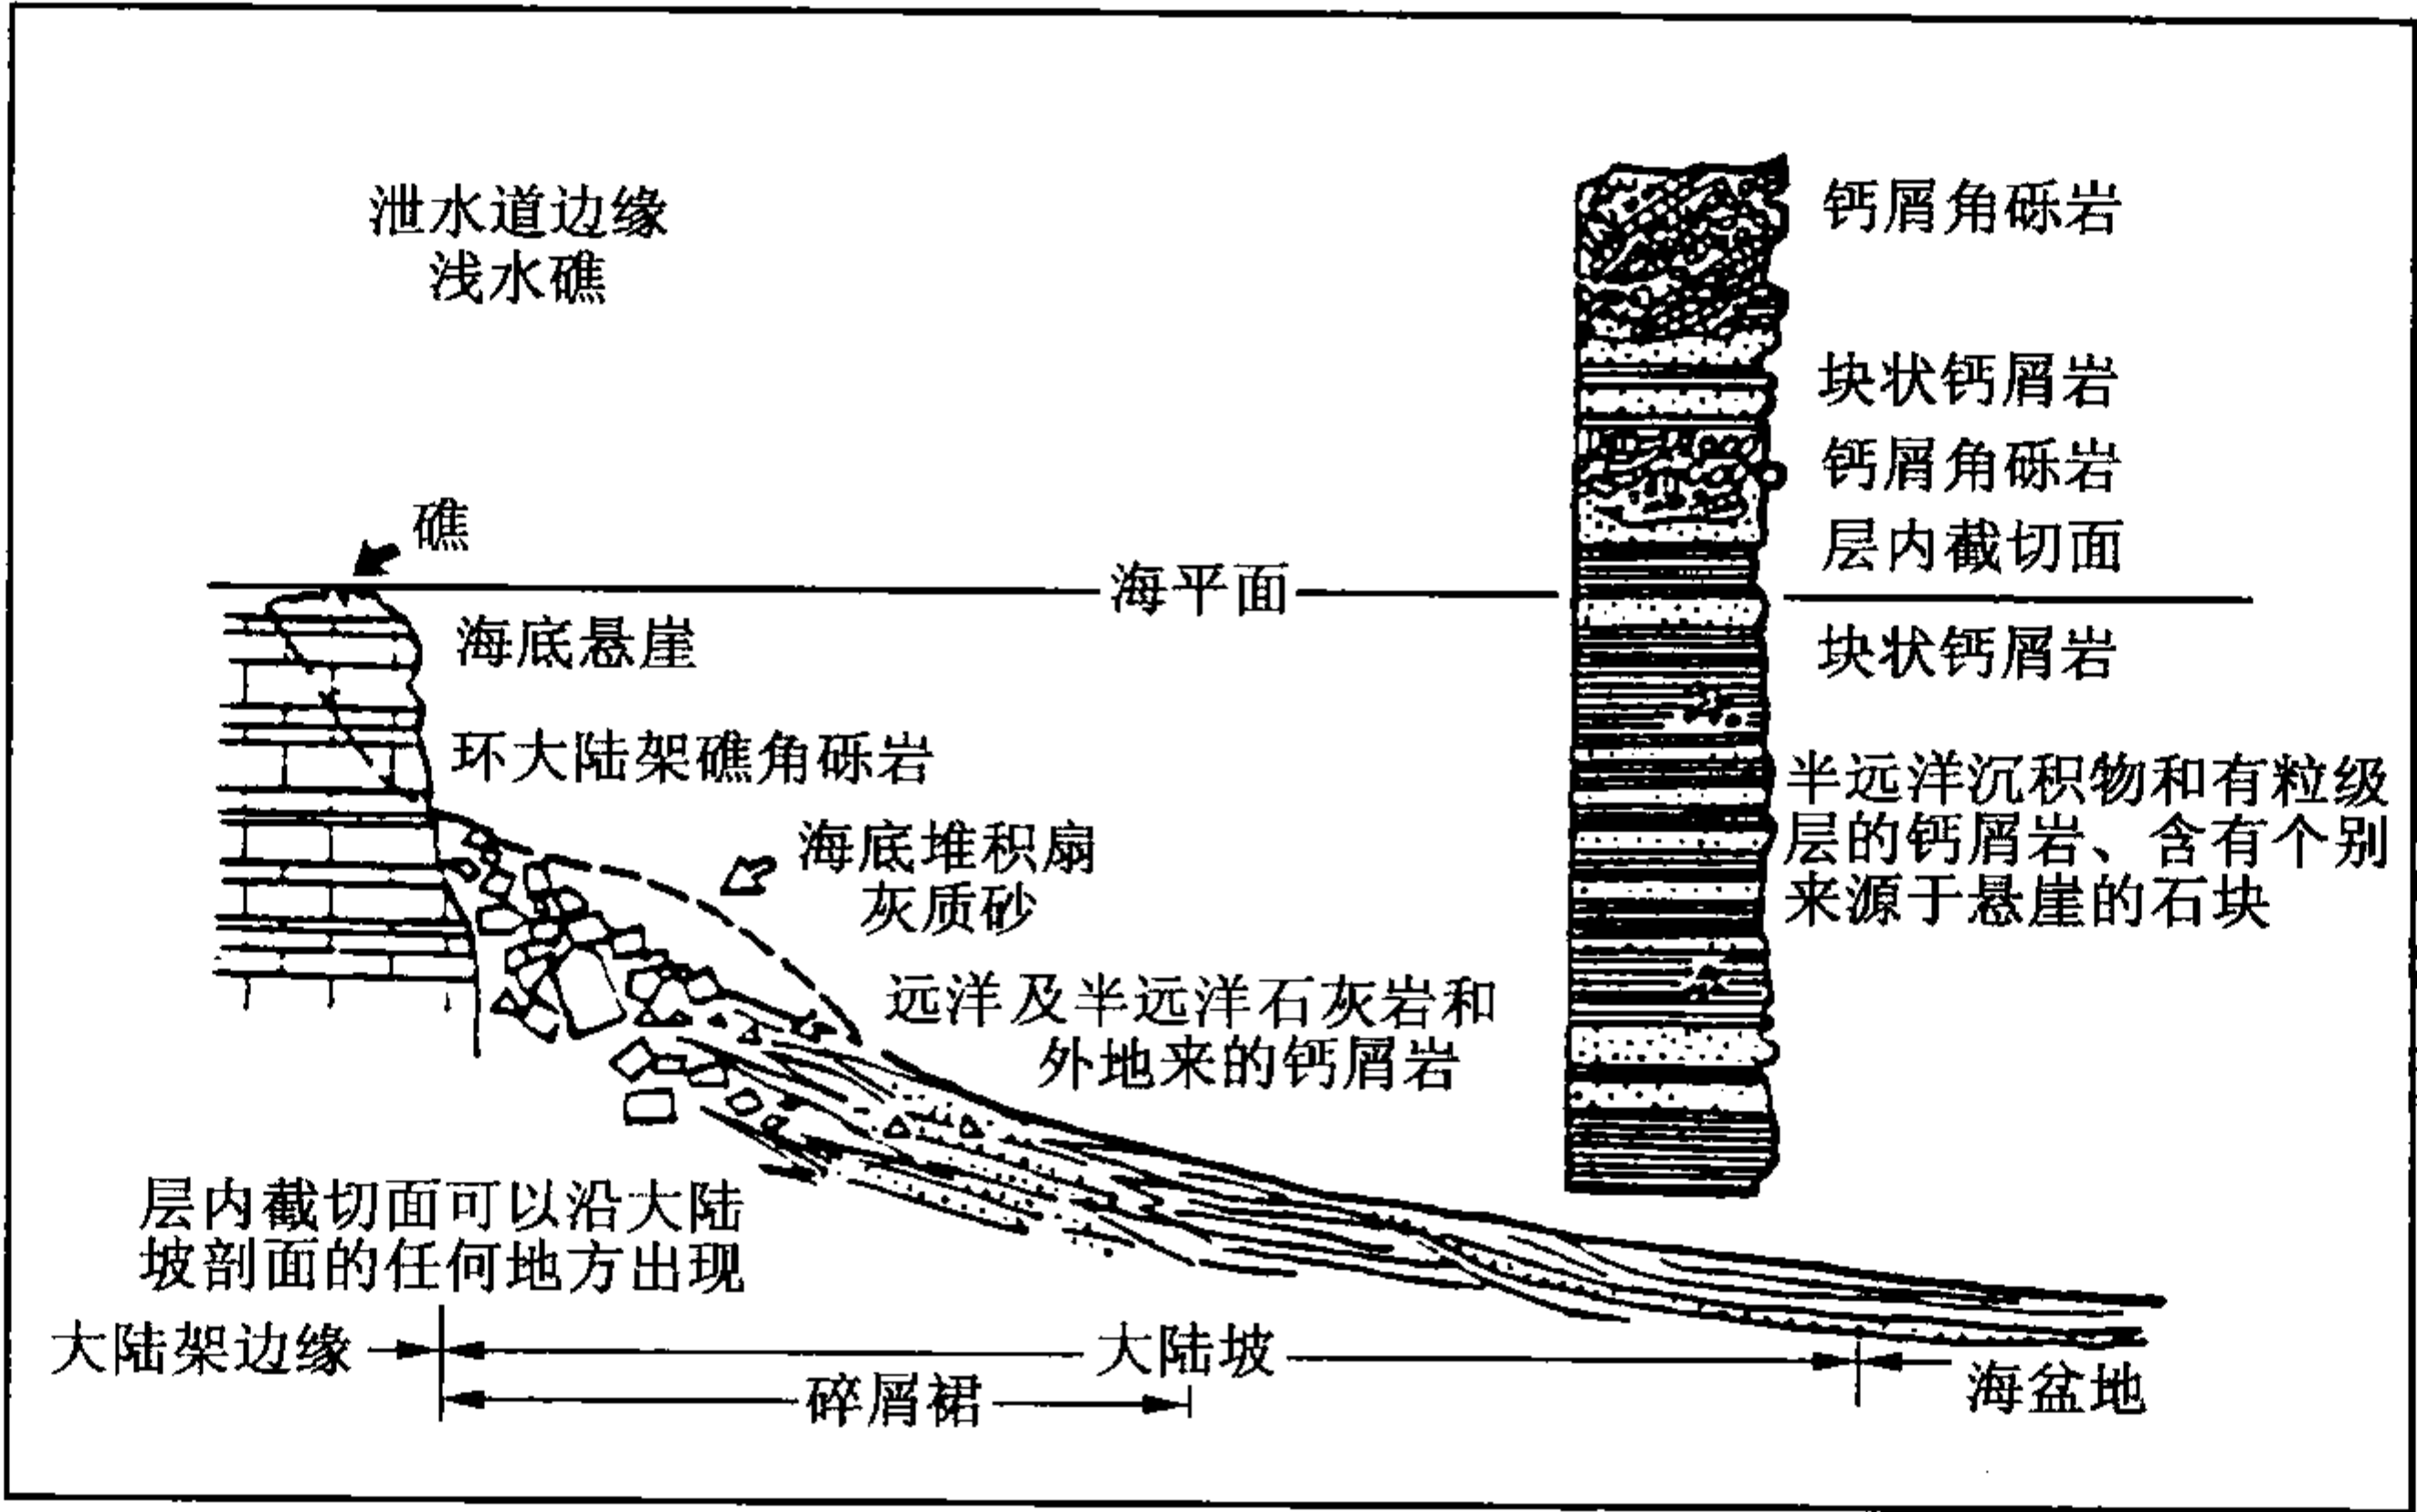 泄水道边缘
浅水礁
礁
海平面
海底悬崖
环大陆架礁角砾岩
海底堆积扇
灰质砂
远洋及半远洋石灰岩和
外地来的钙屑岩
钙屑角砾岩
块状钙屑岩
钙屑角砾岩
层内截切面
块状钙屑岩
半远洋沉积物和有粒级
层的钙屑岩、含有个别
来源于悬崖的石块
层内截切面可以沿大陆
坡剖面的任何地方出现
大陆架边缘
大陆坡
海盆地
碎屑裙